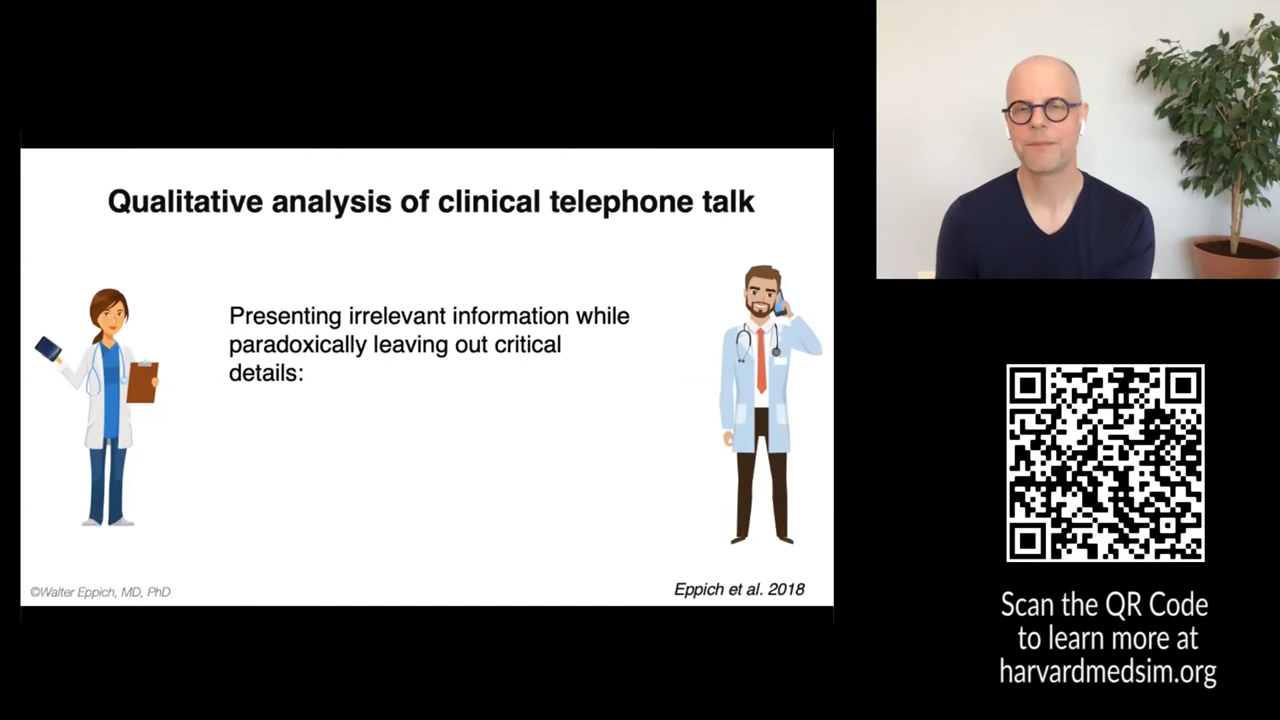 Qualitative analysis of clinical telephone talk
Presenting irrelevant information while
paradoxically leaving out critical
details:
©Walter Eppich, MD, PhD
Eppich et al. 2018
Scan the QR Code
to learn more at
harvardmedsim.org